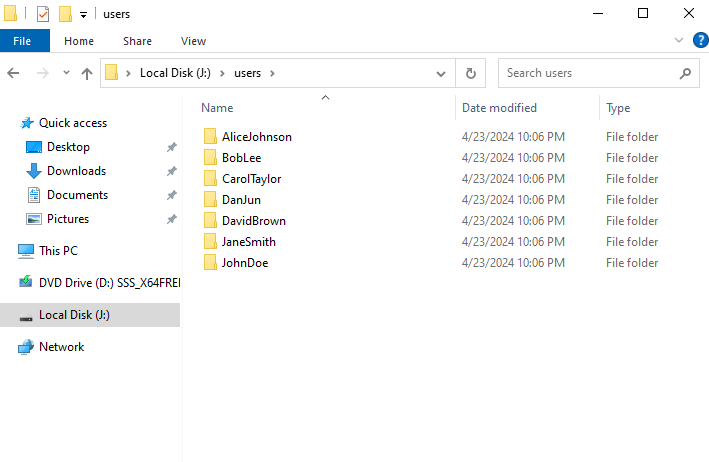 users
File Home Share View
Local Disk (J:) users Search users
Name Date modified Type
Quick access
Desktop
Downloads
Documents
Pictures
This PC
DVD Drive (D:) SSS_X64FREI
Local Disk (J:)
Network
AliceJohnson 4/23/2024 10:06 PM File folder
BobLee 4/23/2024 10:06 PM File folder
CarolTaylor 4/23/2024 10:06 PM File folder
DanJun 4/23/2024 10:06 PM File folder
DavidBrown 4/23/2024 10:06 PM File folder
JaneSmith 4/23/2024 10:06 PM File folder
JohnDoe 4/23/2024 10:06 PM File folder